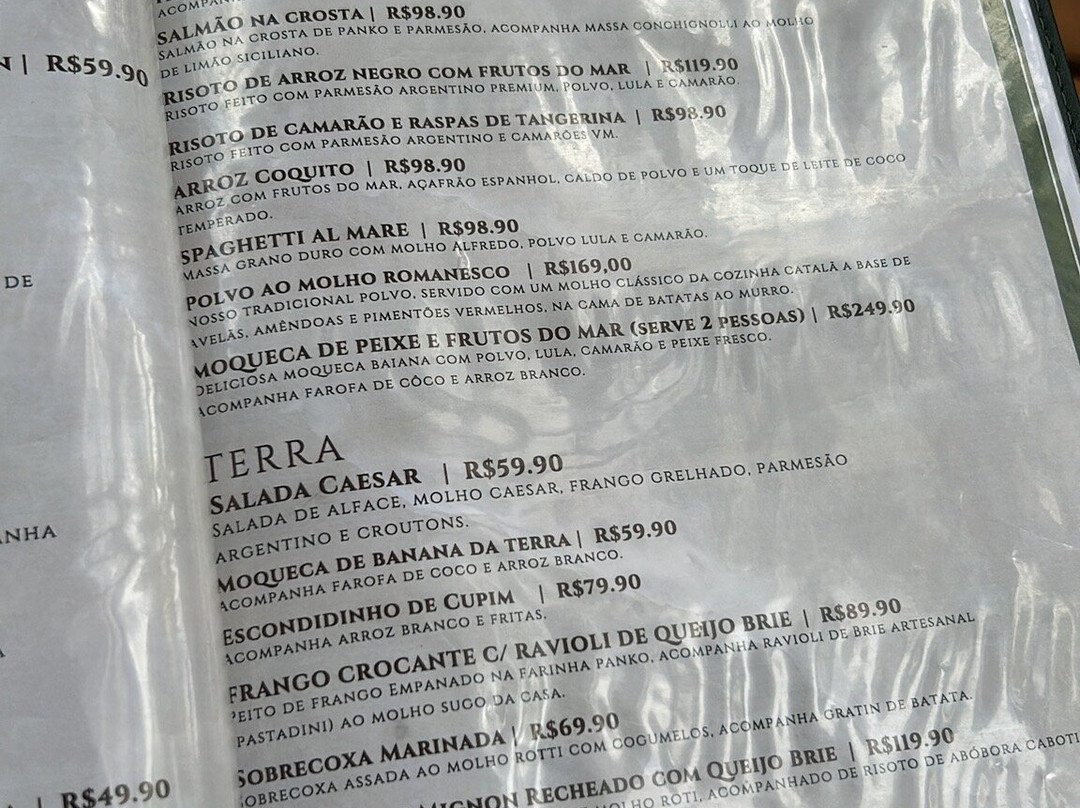 R$59.90
DE
R$49.90
SALMÃO NA CROSTA | R$98.90
SALMÃO NA CROSTA DE PANKO E PARMESÃO, ACOMPANHA MASSA CONCHIGNOLLI AO MOLHO
DE LIMÃO SICILIANO.
RISOTO DE ARROZ NEGRO COM FRUTOS DO MAR | R$119.90
RISOTO FEITO COM PARMESÃO ARGENTINO PREMIUM, POLVO, LULA E CAMARÃO.
RISOTO DE CAMARÃO E RASPAS DE TANGERINA | R$98.90
RISOTO FEITO COM PARMESÃO ARGENTINO E CAMARÕES VM.
ARROZ COQUITO | R$98.90
ARROZ COM FRUTOS DO MAR, AÇAFRÃO ESPANHOL, CALDO DE POLVO E UM TOQUE DE LEITE DE COCO
TEMPERADO.
SPAGHETTI AL MARE | R$98.90
MASSA GRANO DURO COM MOLHO ALFREDO, POLVO LULA E CAMARÃO.
POLVO AO MOLHO ROMANESCO | R$169,00
NOSSO TRADICIONAL POLVO, SERVIDO COM UM MOLHO CLÁSSICO DA COZINHA CATALÃ A BASE DE
AVELÃS, AMÊNDOAS E PIMENTÕES VERMELHOS, NA CAMA DE BATATAS AO MURRO.
MOQUECA DE PEIXE E FRUTOS DO MAR (SERVE 2 PESSOAS) | R$249.90
DELICIOSA MOQUECA BAIANA COM POLVO, LULA, CAMARÃO E PEIXE FRESCO.
ACOMPANHA FAROFA DE CÔCO E ARROZ BRANCO.
TERRA
SALADA CAESAR | R$59.90
SALADA DE ALFACE, MOLHO CAESAR, FRANGO GRELHADO, PARMESÃO
ARGENTINO E CROUTONS.
MOQUECA DE BANANA DA TERRA | R$59.90
ACOMPANHA FAROFA DE COCO E ARROZ BRANCO.
ESCONDIDINHO DE CUPIM | R$79.90
ACOMPANHA ARROZ BRANCO E FRITAS.
FRANGO CROCANTE C/ RAVIOLI DE QUEIJO BRIE | R$89.90
PEITO DE FRANGO EMPANADO NA FARINHA PANKO, ACOMPANHA RAVIOLI DE BRIE ARTESANAL
PASTADINI) AO MOLHO SUGO DA CASA.
SOBRECOXA MARINADA | R$69.90
SOBRECOXA ASSADA AO MOLHO ROTTI COM COGUMELOS, ACOMPANHA GRATIN DE BATATA.
MIGNON RECHEADO COM QUEIJO BRIE | R$119.90
MOLHO ROTI, ACOMPANHADO DE RISOTO DE ABÓBORA CABOTI